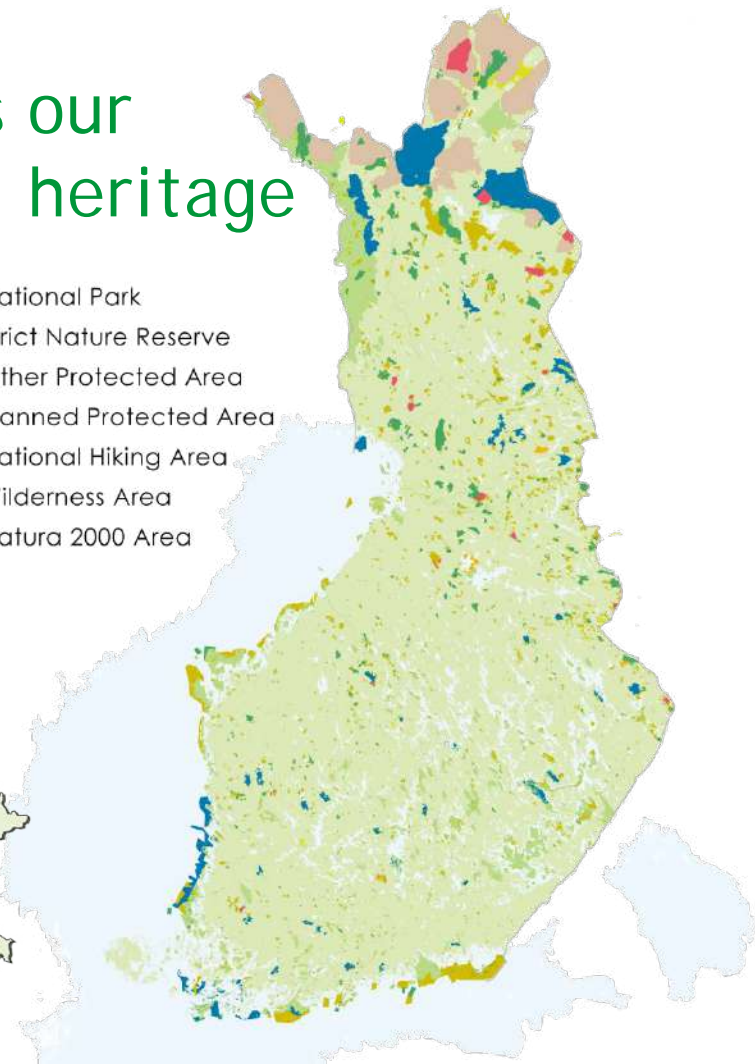 s our
heritage
ational Park
rict Nature Reserve
ther Protected Area
anned Protected Area
ational Hiking Area
ilderness Area
atura 2000 Area